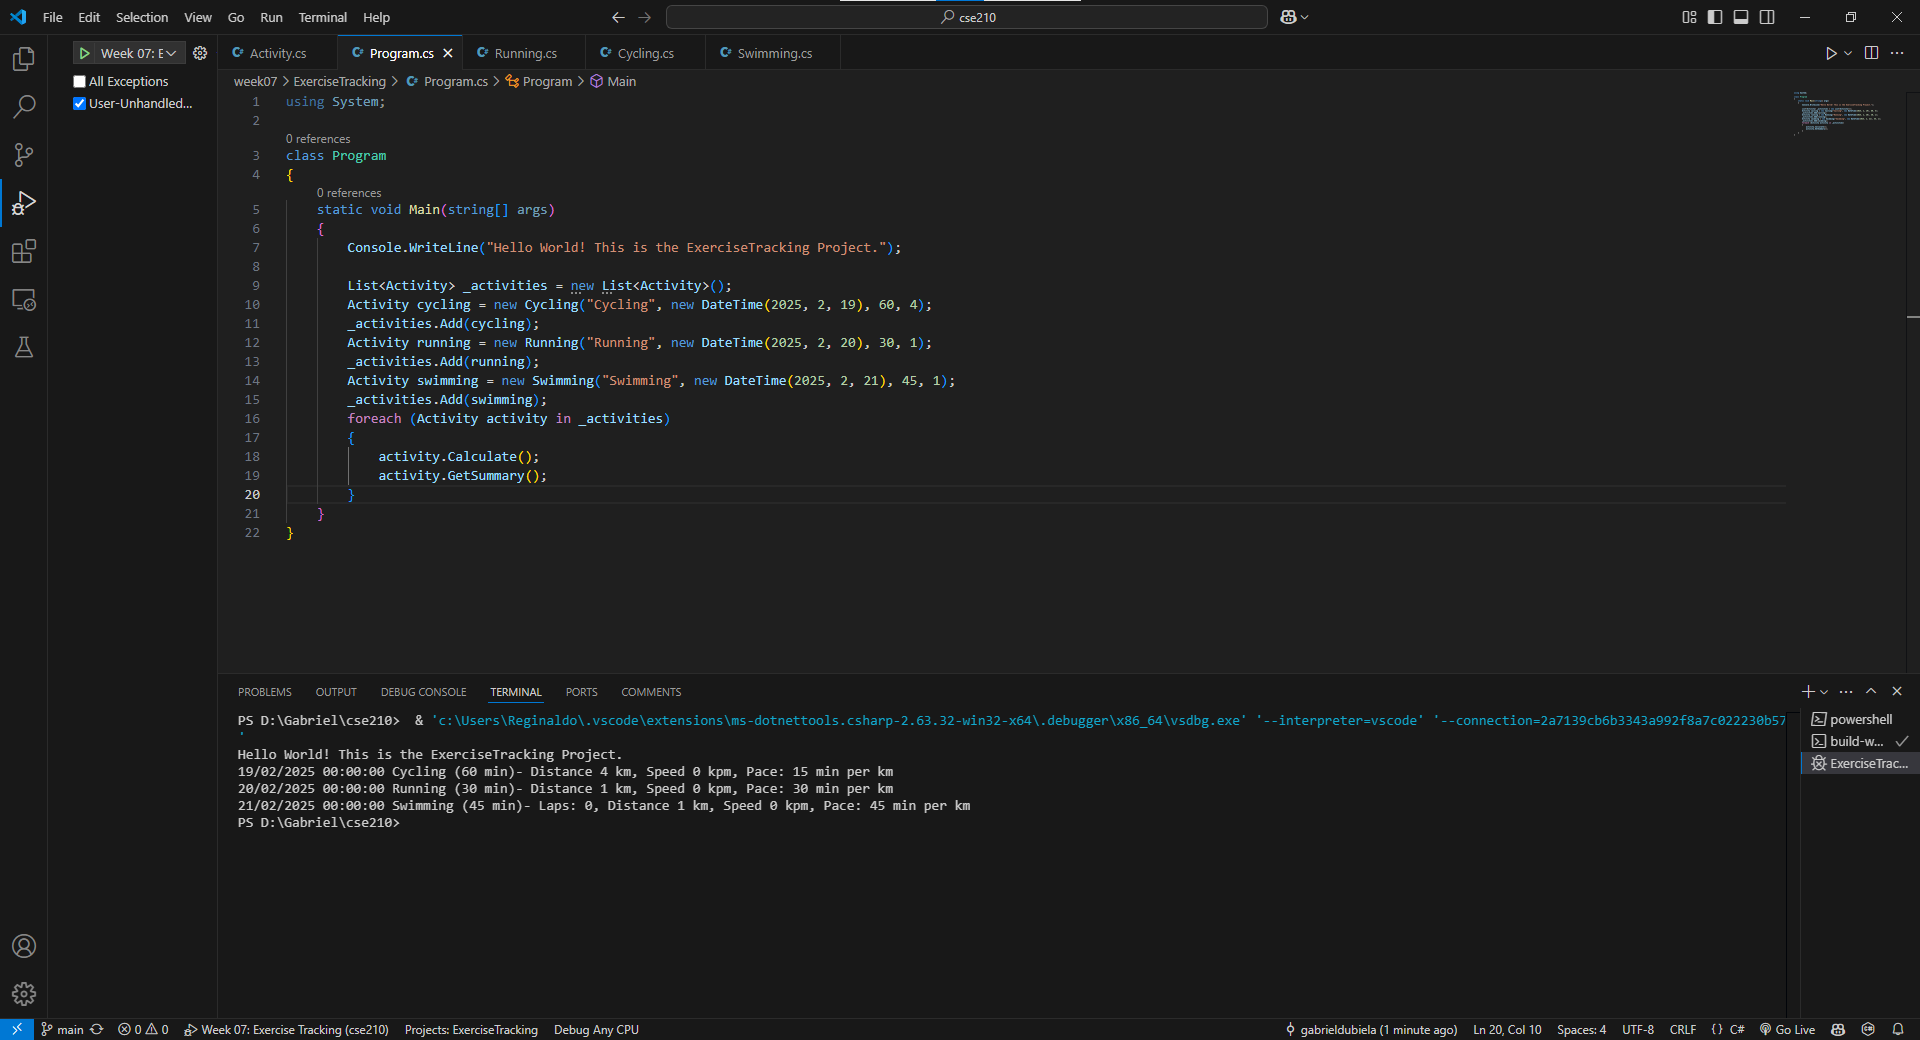 File Edit Selection View Go Run Terminal Help
cse210
Week 07: E
All Exceptions
User-Unhandled...
Activity.cs Program.cs Running.cs Cycling.cs Swimming.cs
week07 > ExerciseTracking > Program.cs > Program > Main
1 using System;
2
0 references
3 class Program
4 {
0 references
5 static void Main(string[] args)
6 {
7 Console.WriteLine("Hello World! This is the ExerciseTracking Project.");
8
9 List<Activity> _activities = new List<Activity>();
10 Activity cycling = new Cycling("Cycling", new DateTime(2025, 2, 19), 60, 4);
11 _activities.Add(cycling);
12 Activity running = new Running("Running", new DateTime(2025, 2, 20), 30, 1);
13 _activities.Add(running);
14 Activity swimming = new Swimming("Swimming", new DateTime(2025, 2, 21), 45, 1);
15 _activities.Add(swimming);
16 foreach (Activity activity in _activities)
17 {
18 activity.Calculate();
19 activity.GetSummary();
20 }
21 }
22 }
PROBLEMS OUTPUT DEBUG CONSOLE TERMINAL PORTS COMMENTS
PS D:\Gabriel\cse210> & 'c:\Users\Reginaldo\.vscode\extensions\ms-dotnettools.csharp-2.63.32-win32-x64\.debugger\x86_64\vsdbg.exe' '--interpreter=vscode' '--connection=2a7139cb6b3343a992f8a7c022230b57
'
Hello World! This is the ExerciseTracking Project.
19/02/2025 00:00:00 Cycling (60 min)- Distance 4 km, Speed 0 kpm, Pace: 15 min per km
20/02/2025 00:00:00 Running (30 min)- Distance 1 km, Speed 0 kpm, Pace: 30 min per km
21/02/2025 00:00:00 Swimming (45 min)- Laps: 0, Distance 1 km, Speed 0 kpm, Pace: 45 min per km
PS D:\Gabriel\cse210>
powershell
build-w...
ExerciseTrac...
main 0 0 Week 07: Exercise Tracking (cse210) Projects: ExerciseTracking Debug Any CPU gabrieldubiela (1 minute ago) Ln 20, Col 10 Spaces: 4 UTF-8 CRLF {} C# Go Live